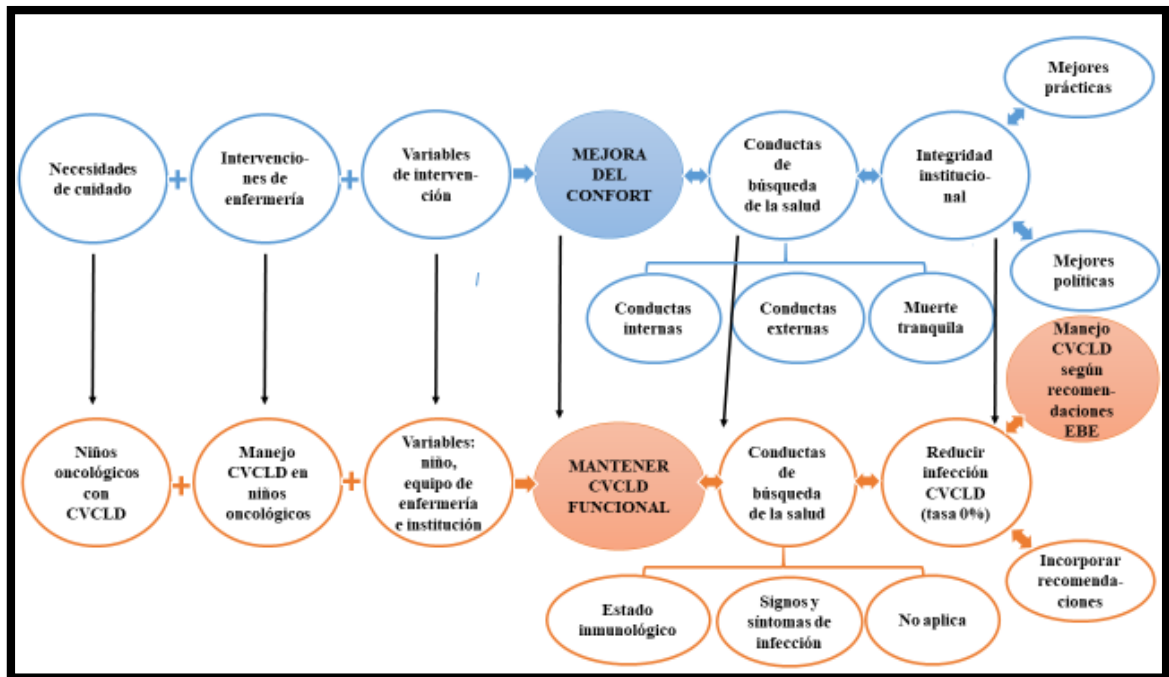 Mejores
prácticas
Necesidades
de cuidado
Intervencio-
nes de
enfermería
Variables
de interven-
ción
MEJORA
DEL
CONFORT
Conductas
de
búsqueda
de la salud
Integridad
institucio-
nal
Mejores
políticas
Conductas
internas
Conductas
externas
Muerte
tranquila
Manejo
CVCLD
según
recomen-
daciones
EBE
Niños
oncológicos
con
CVCLD
Manejo
CVCLD en
niños
oncológicos
Variables:
niño,
equipo de
enfermería
e institución
MANTENER
CVCLD
FUNCIONAL
Conductas
de
búsqueda
de la salud
Reducir
infección
CVCLD
(tasa 0%)
Incorporar
recomenda-
ciones
Estado
inmunológico
Signos y
síntomas de
infección
No aplica